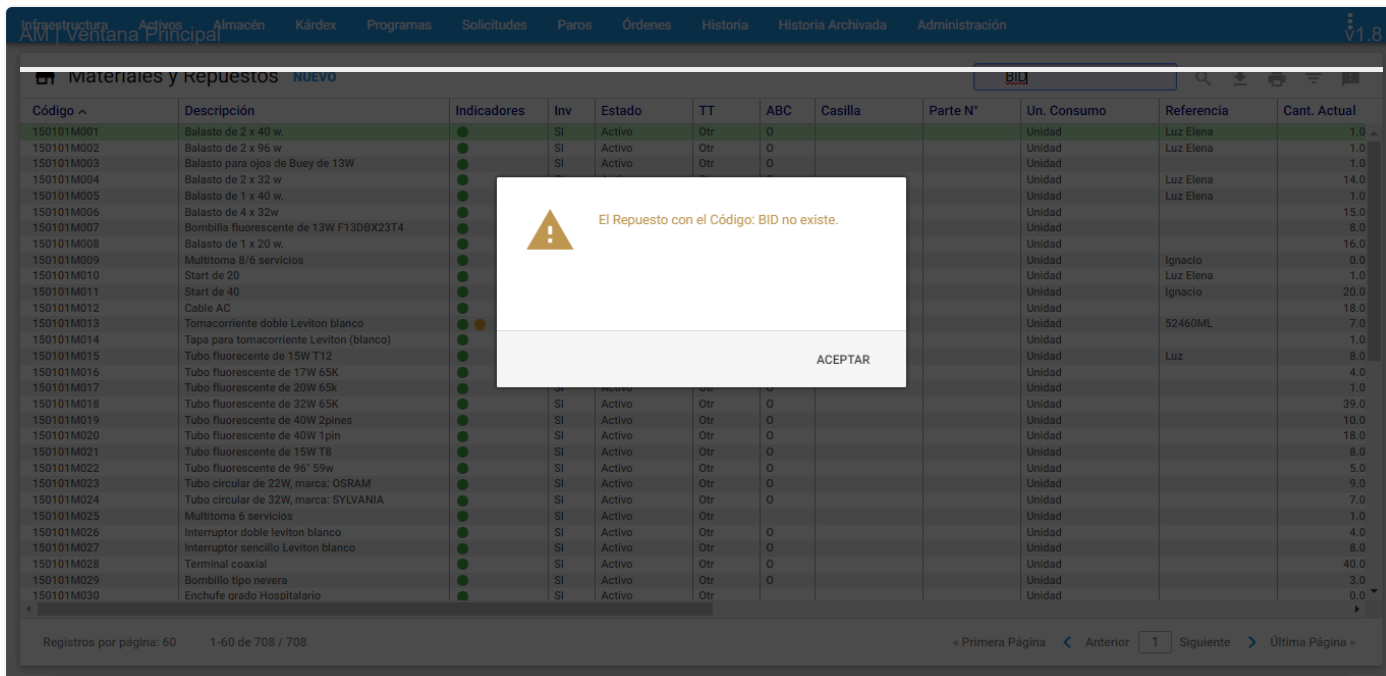 Infraestructura Activos Almacén Kárdex Programas Solicitudes Paros Órdenes Historia Historia Archivada Administración
AM | Ventana Principal v1.8
Materiales y Repuestos NUEVO BID
Código Descripción Indicadores Inv Estado TT ABC Casilla Parte N° Un. Consumo Referencia Cant. Actual
150101M001 Balasto de 2 x 40 w. SI Activo Otr O Unidad Luz Elena 1.0
150101M002 Balasto de 2 x 96 w SI Activo Otr O Unidad Luz Elena 1.0
150101M003 Balasto para ojos de Buey de 13W SI Activo Otr O Unidad 1.0
150101M004 Balasto de 2 x 32 w Unidad Luz Elena 14.0
150101M005 Balasto de 1 x 40 w. Unidad Luz Elena 1.0
150101M006 Balasto de 4 x 32w Unidad 15.0
150101M007 Bombilla fluorescente de 13W F13DBX23T4 Unidad 8.0
150101M008 Balasto de 1 x 20 w. Unidad 16.0
150101M009 Multitoma 8/6 servicios Unidad Ignacio 0.0
150101M010 Start de 20 Unidad Luz Elena 1.0
150101M011 Start de 40 Unidad Ignacio 20.0
150101M012 Cable AC Unidad 18.0
150101M013 Tomacorriente doble Leviton blanco Unidad 52460ML 7.0
150101M014 Tapa para tomacorriente Leviton (blanco) Unidad 1.0
150101M015 Tubo fluorecente de 15W T12 Unidad Luz 8.0
150101M016 Tubo fluorescente de 17W 65K Unidad 4.0
150101M017 Tubo fluorescente de 20W 65k SI Activo Otr O Unidad 1.0
150101M018 Tubo fluorescente de 32W 65K SI Activo Otr O Unidad 39.0
150101M019 Tubo fluorescente de 40W 2pines SI Activo Otr O Unidad 10.0
150101M020 Tubo fluorescente de 40W 1pin SI Activo Otr O Unidad 18.0
150101M021 Tubo fluorescente de 15W T8 SI Activo Otr O Unidad 8.0
150101M022 Tubo fluorescente de 96" 59w SI Activo Otr O Unidad 5.0
150101M023 Tubo circular de 22W, marca: OSRAM SI Activo Otr O Unidad 9.0
150101M024 Tubo circular de 32W, marca: SYLVANIA SI Activo Otr O Unidad 7.0
150101M025 Multitoma 6 servicios SI Activo Otr Unidad 1.0
150101M026 Interruptor doble leviton blanco SI Activo Otr O Unidad 4.0
150101M027 Interruptor sencillo Leviton blanco SI Activo Otr O Unidad 8.0
150101M028 Terminal coaxial SI Activo Otr O Unidad 40.0
150101M029 Bombillo tipo nevera SI Activo Otr O Unidad 3.0
150101M030 Enchufe grado Hospitalario SI Activo Otr Unidad 0.0
El Repuesto con el Código: BID no existe.
ACEPTAR
Registros por página: 60 1-60 de 708 / 708 « Primera Página Anterior 1 Siguiente Última Página »